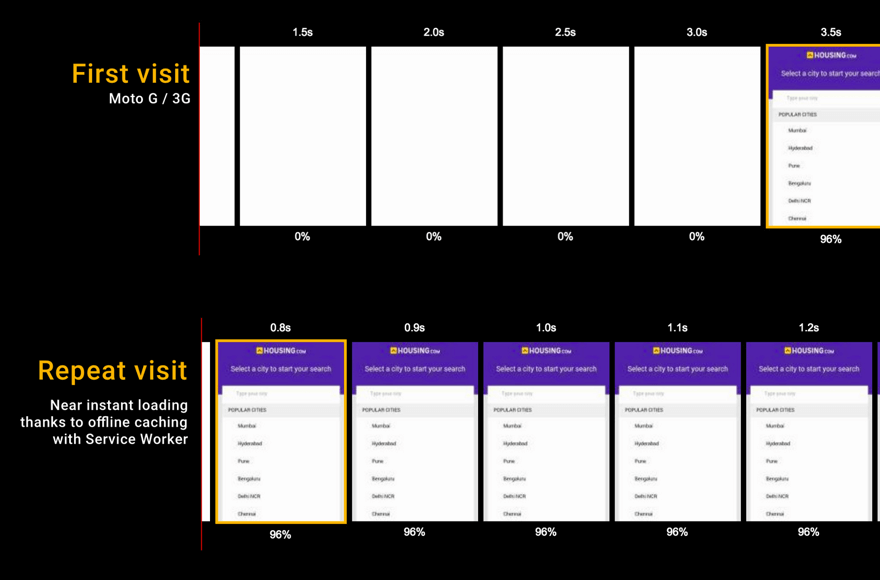 1.5s 2.0s 2.5s 3.0s 3.5s
First visit
Moto G / 3G
HOUSING.COM
Select a city to start your search
Type your city
POPULAR CITIES
Mumbai
Hyderabad
Pune
Bengaluru
Delhi NCR
Chennai
0% 0% 0% 0% 96%
0.8s 0.9s 1.0s 1.1s 1.2s
Repeat visit
Near instant loading
thanks to offline caching
with Service Worker
HOUSING.COM HOUSING.COM HOUSING.COM HOUSING.COM HOUSING.COM
Select a city to start your search Select a city to start your search Select a city to start your search Select a city to start your search Select a city to start your search
Type your city Type your city Type your city Type your city Type your city
POPULAR CITIES POPULAR CITIES POPULAR CITIES POPULAR CITIES POPULAR CITIES
Mumbai Mumbai Mumbai Mumbai Mumbai
Hyderabad Hyderabad Hyderabad Hyderabad Hyderabad
Pune Pune Pune Pune Pune
Bengaluru Bengaluru Bengaluru Bengaluru Bengaluru
Delhi NCR Delhi NCR Delhi NCR Delhi NCR Delhi NCR
Chennai Chennai Chennai Chennai Chennai
96% 96% 96% 96% 96%